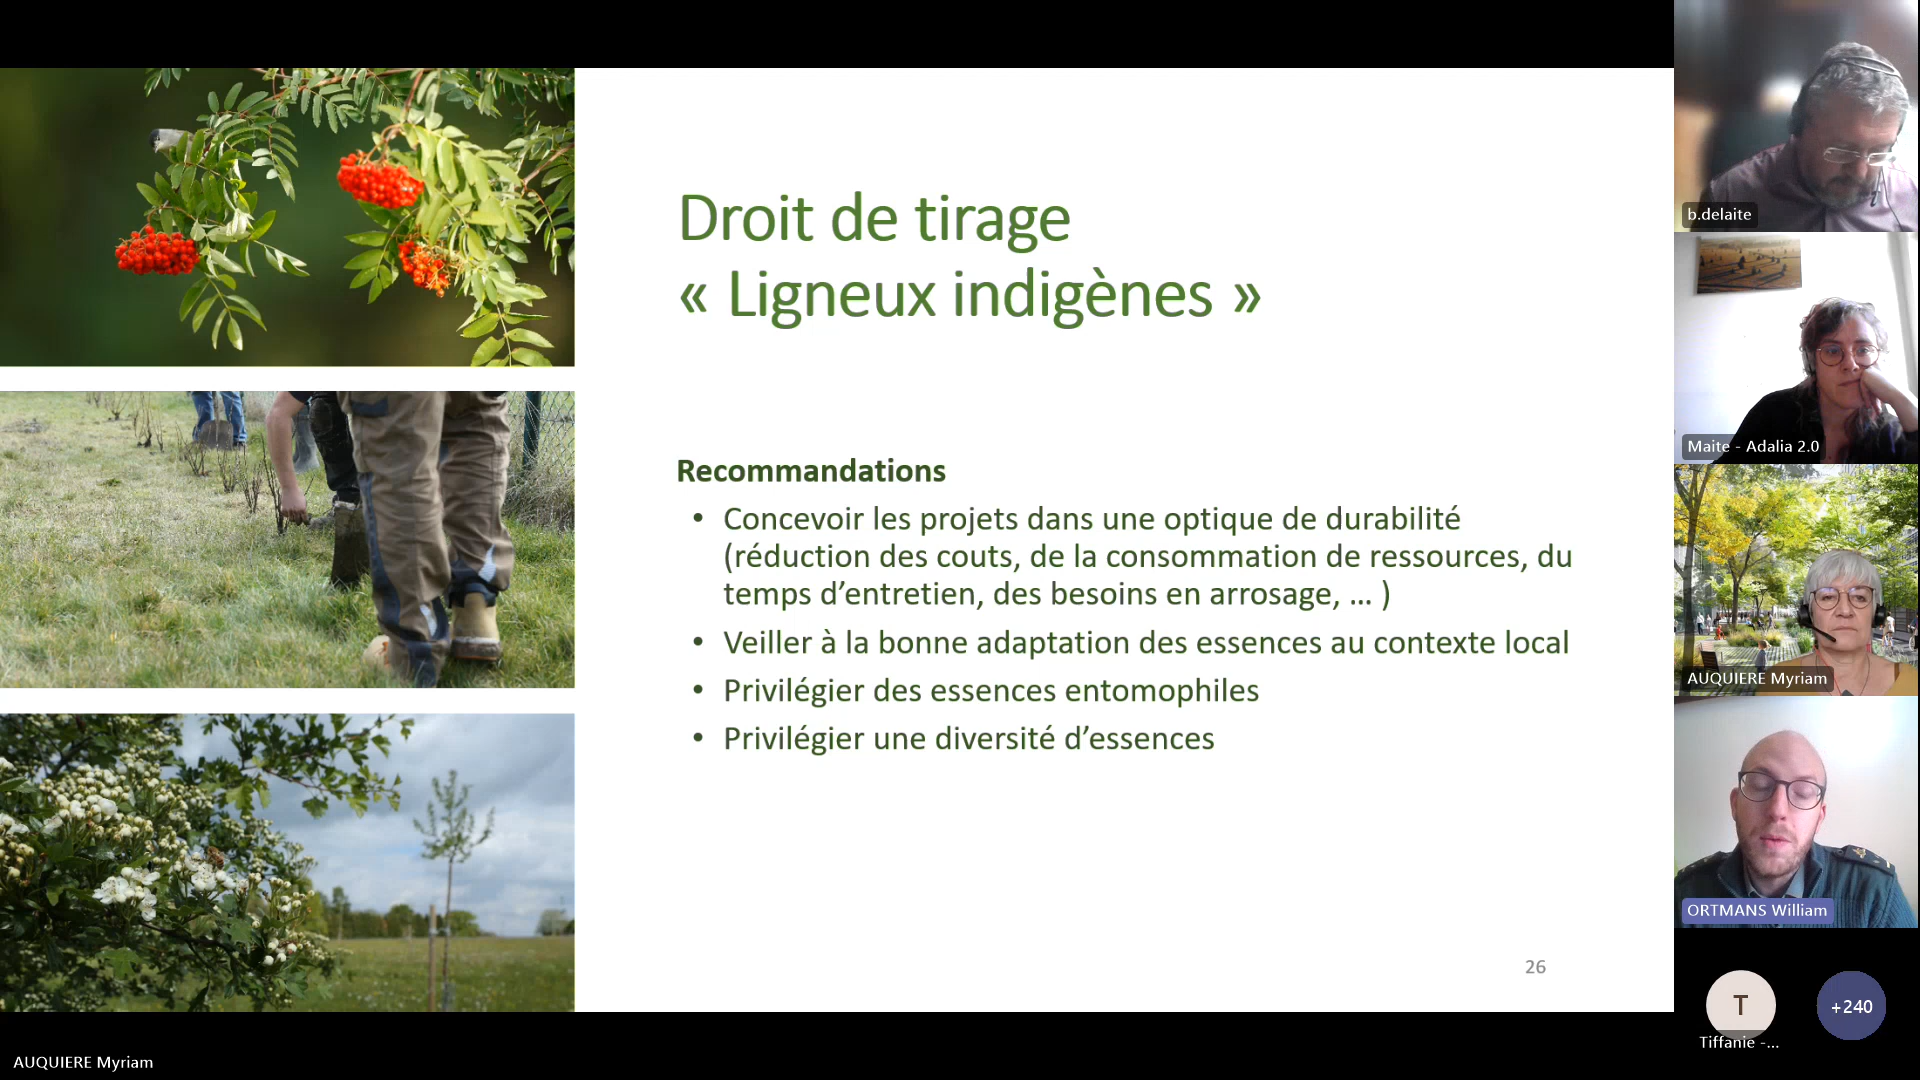 Droit de tirage
« Ligneux indigènes »
Recommandations
• Concevoir les projets dans une optique de durabilité
(réduction des couts, de la consommation de ressources, du
temps d’entretien, des besoins en arrosage, … )
• Veiller à la bonne adaptation des essences au contexte local
• Privilégier des essences entomophiles
• Privilégier une diversité d’essences
26
b.delaite
Maite - Adalia 2.0
AUQUIERE Myriam
ORTMANS William
T
+240
Tiffanie -...
AUQUIERE Myriam